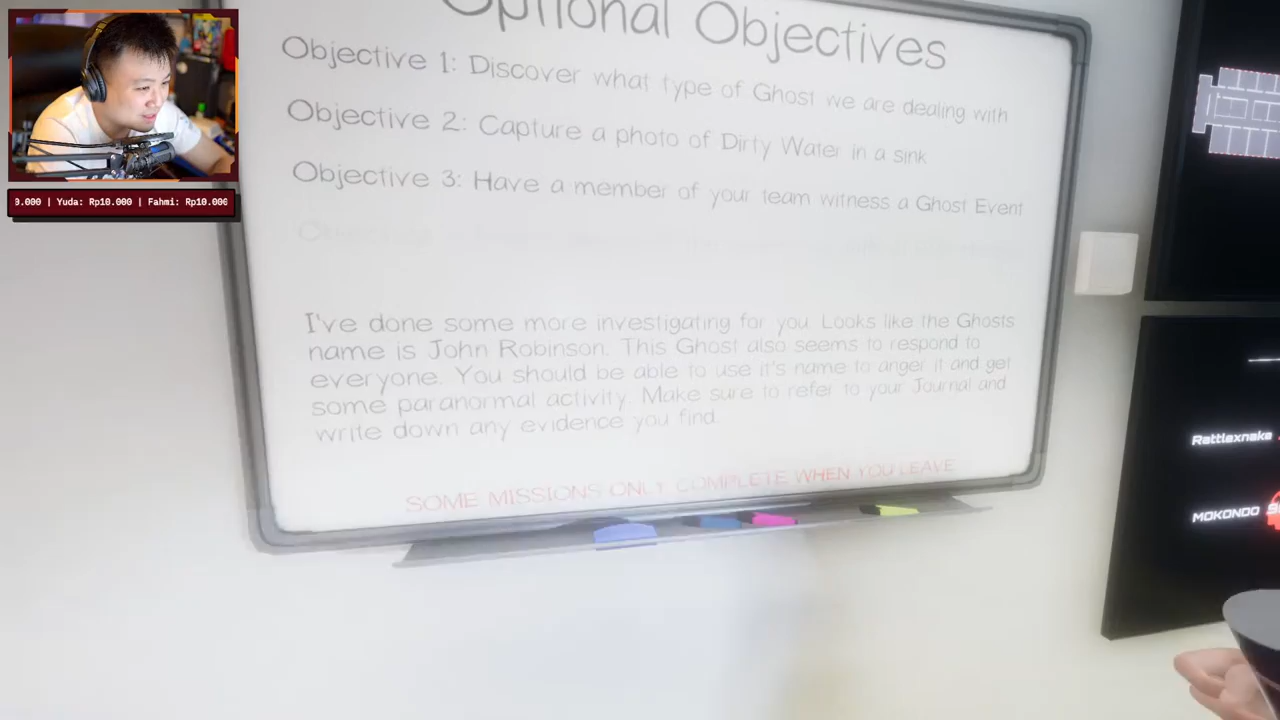 Optional Objectives
Objective 1: Discover what type of Ghost we are dealing with
Objective 2: Capture a photo of Dirty Water in a sink
Objective 3: Have a member of your team witness a Ghost Event
9.000 | Yuda: Rp10.000 | Fahmi: Rp10.000
I've done some more investigating for you. Looks like the Ghosts
name is John Robinson. This Ghost also seems to respond to
everyone. You should be able to use it's name to anger it and get
some paranormal activity. Make sure to refer to your Journal and
write down any evidence you find.
SOME MISSIONS ONLY COMPLETE WHEN YOU LEAVE
Rattlexnake
MOKONDO